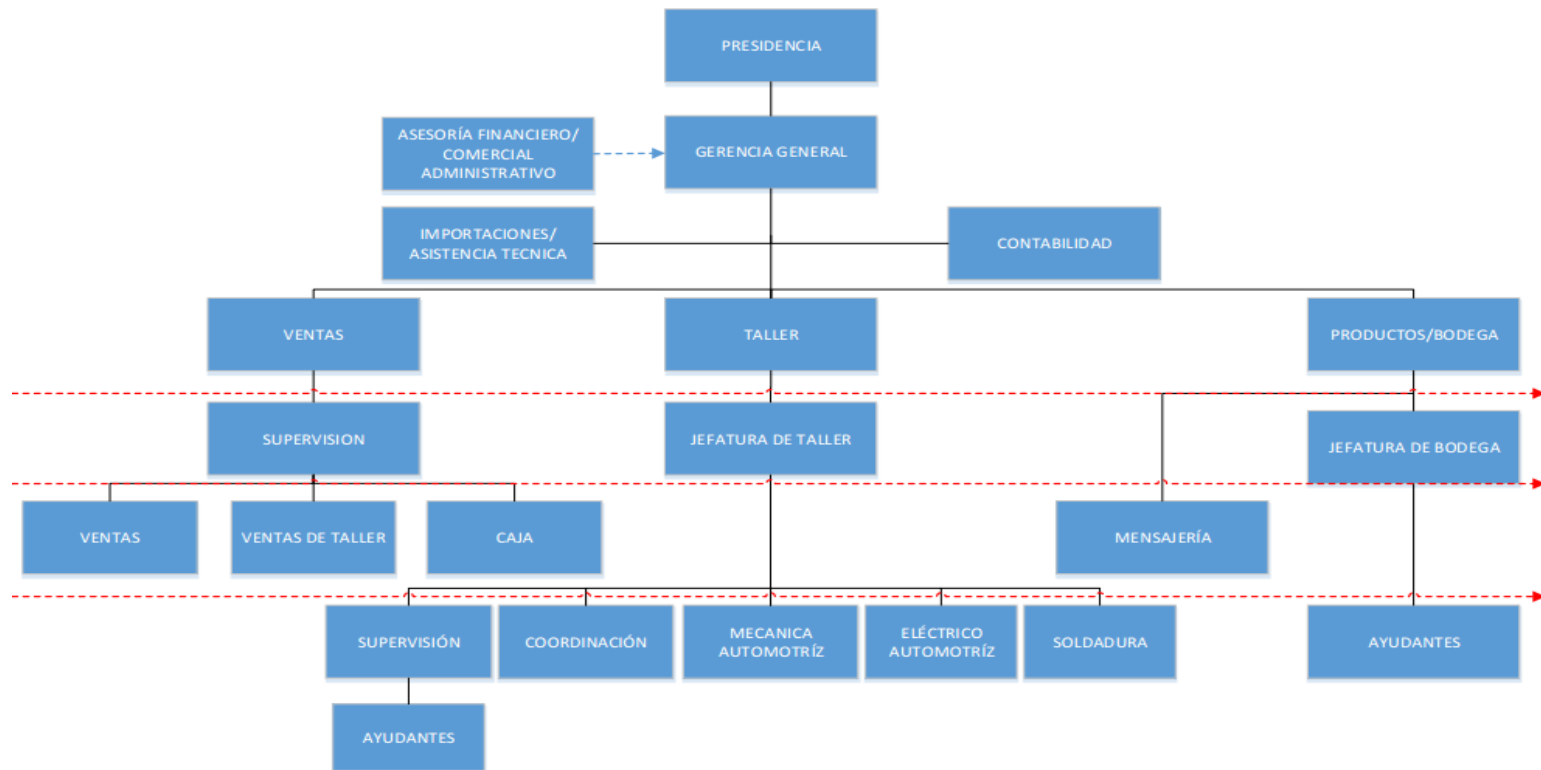 PRESIDENCIA
ASESORÍA FINANCIERO/
COMERCIAL
ADMINISTRATIVO
GERENCIA GENERAL
IMPORTACIONES/
ASISTENCIA TECNICA
CONTABILIDAD
VENTAS
TALLER
PRODUCTOS/BODEGA
SUPERVISION
JEFATURA DE TALLER
JEFATURA DE BODEGA
VENTAS
VENTAS DE TALLER
CAJA
MENSAJERÍA
SUPERVISIÓN
COORDINACIÓN
MECANICA
AUTOMOTRÍZ
ELÉCTRICO
AUTOMOTRÍZ
SOLDADURA
AYUDANTES
AYUDANTES